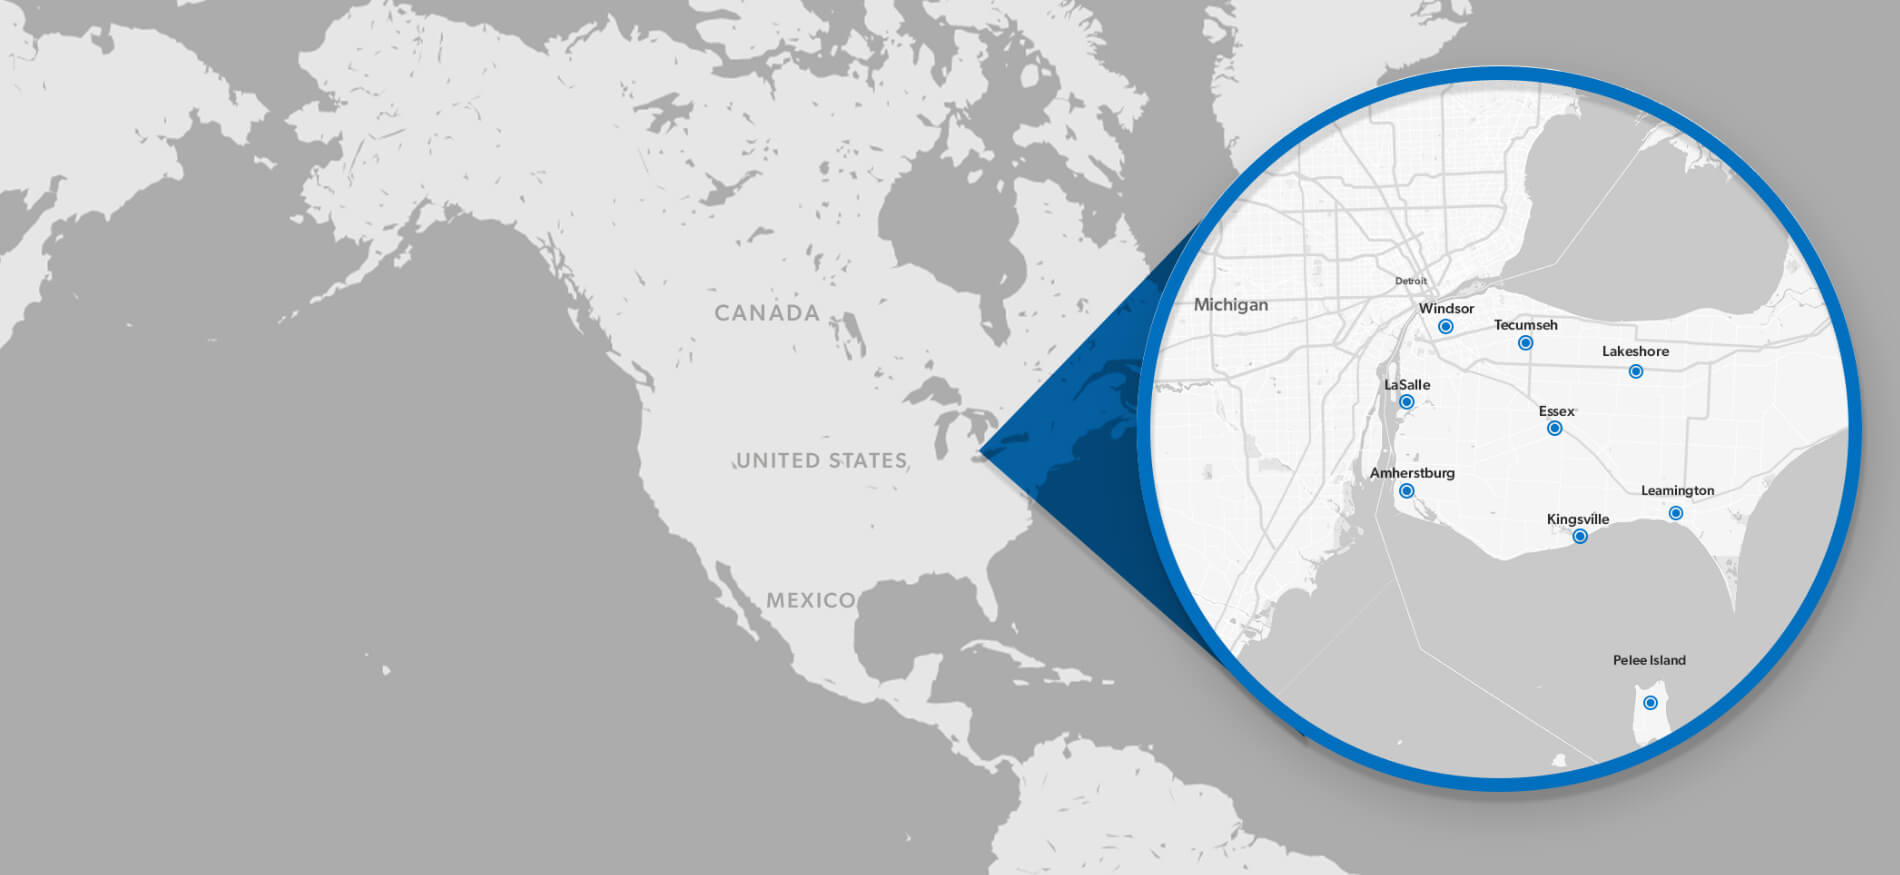 CANADA
UNITED STATES
MEXICO
Michigan
Detroit
Windsor
Tecumseh
Lakeshore
LaSalle
Essex
Amherstburg
Leamington
Kingsville
Pelee Island